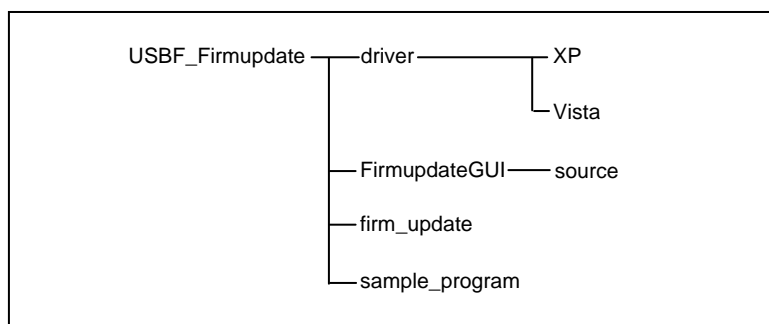 USBF_Firmupdate driver XP
Vista
FirmupdateGUI source
firm_update
sample_program